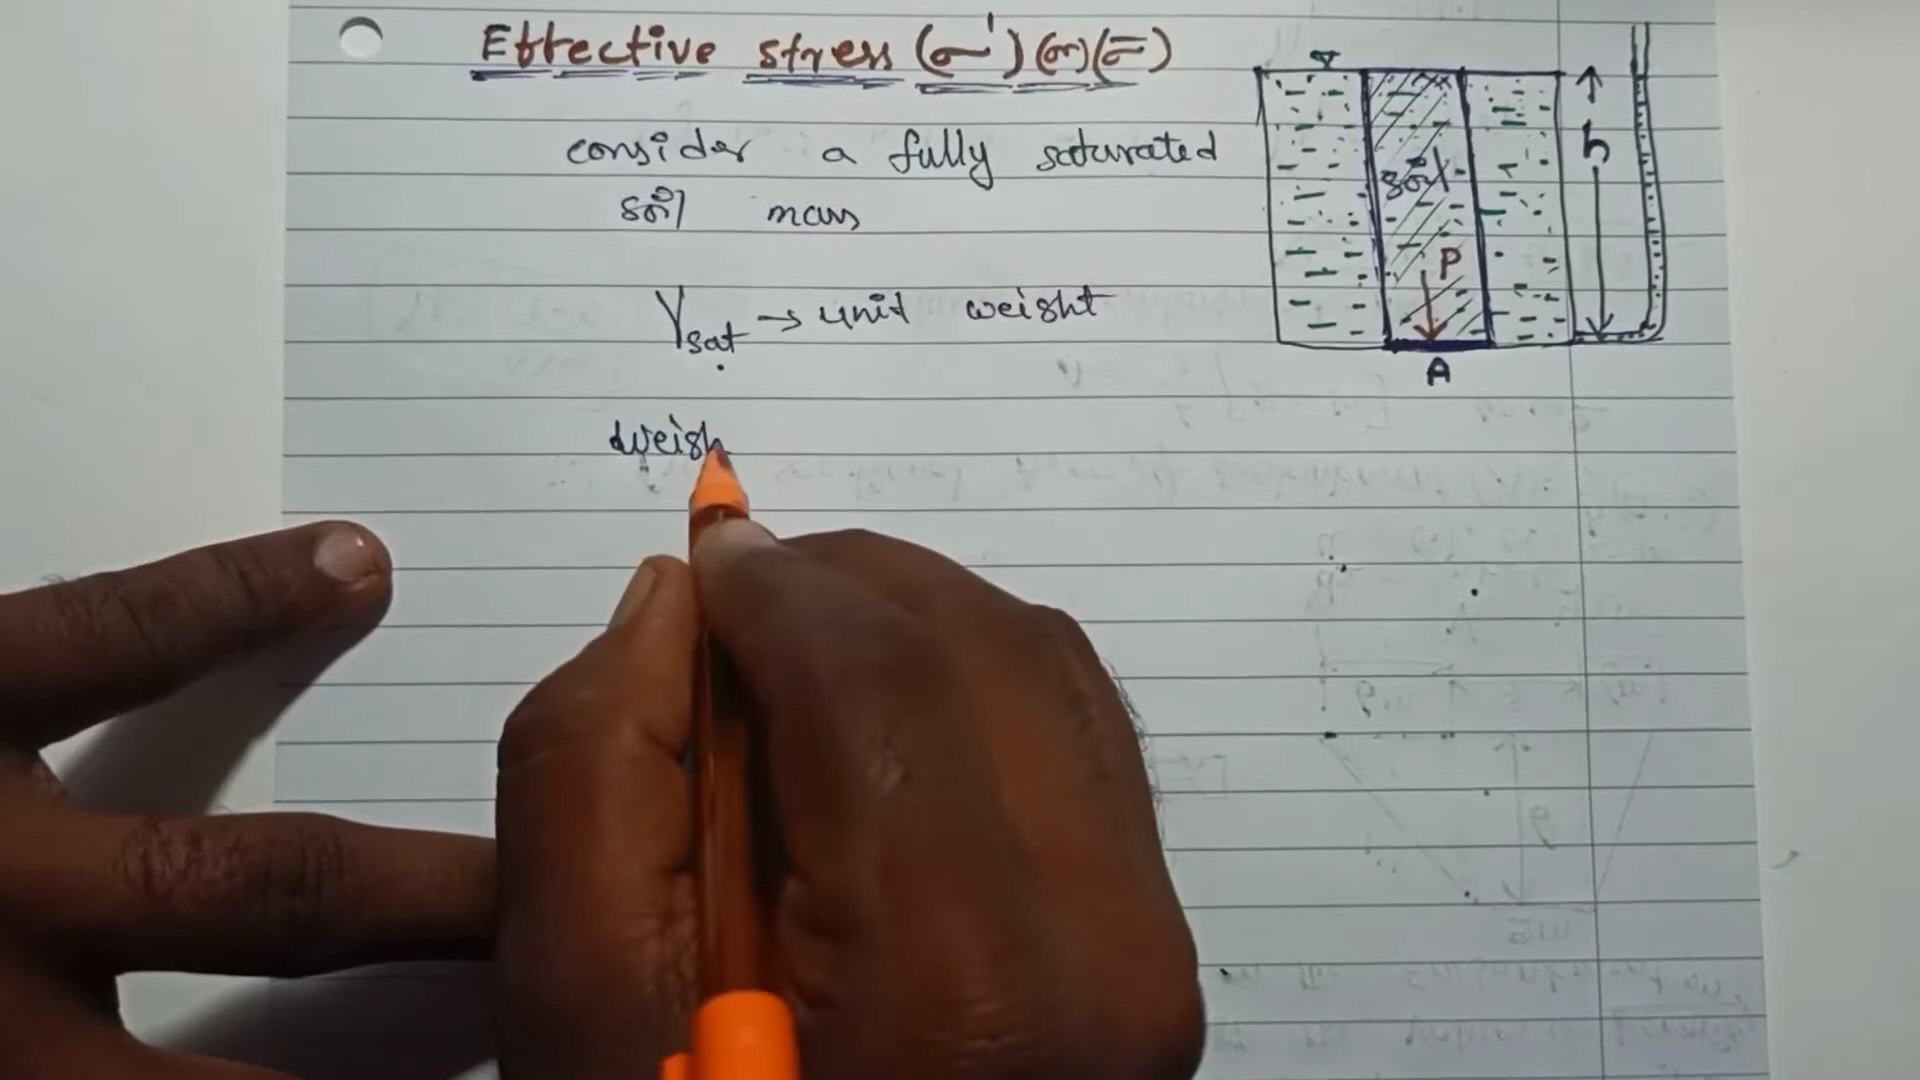 Effective stress (σ') (or) (σ̅)
consider a fully saturated
soil mass
γsat → unit weight
weigh
soil
P
A
h